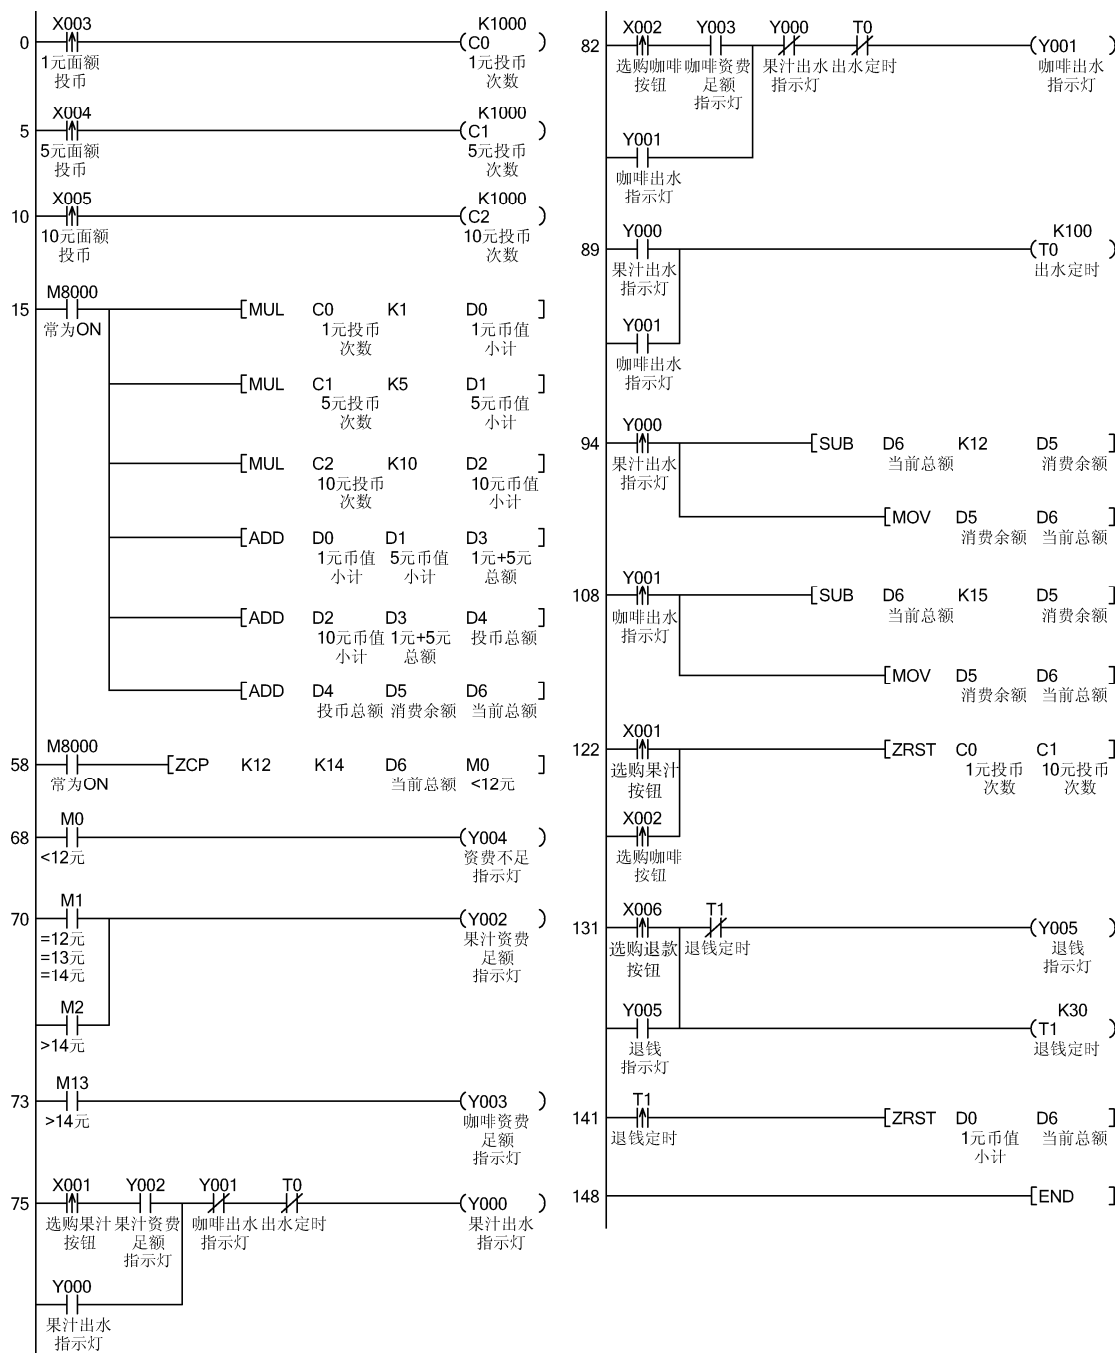 X003 K1000
0 C0
1元面额 1元投币
投币 次数
X004 K1000
5 C1
5元面额 5元投币
投币 次数
X005 K1000
10 C2
10元面额 10元投币
投币 次数
M8000
15 MUL C0 K1 D0
常为ON 1元投币 1元币值
次数 小计
MUL C1 K5 D1
5元投币 5元币值
次数 小计
MUL C2 K10 D2
10元投币 10元币值
次数 小计
ADD D0 D1 D3
1元币值 5元币值 1元+5元
小计 小计 总额
ADD D2 D3 D4
10元币值 1元+5元 投币总额
小计 总额
ADD D4 D5 D6
投币总额 消费余额 当前总额
M8000
58 ZCP K12 K14 D6 M0
常为ON 当前总额 <12元
M0
68 Y004
<12元 资费不足
指示灯
M1
70 Y002
=12元 果汁资费
=13元 足额
=14元 指示灯
M2
>14元
M13
73 Y003
>14元 咖啡资费
足额
指示灯
X001 Y002 Y001 T0
75 Y000
选购果汁 果汁资费 咖啡出水 出水定时 果汁出水
按钮 足额 指示灯 指示灯
指示灯
Y000
果汁出水
指示灯
X002 Y003 Y000 T0
82 Y001
选购咖啡 咖啡资费 果汁出水 出水定时 咖啡出水
按钮 足额 指示灯 指示灯
指示灯
Y001
咖啡出水
指示灯
Y000 K100
89 T0
果汁出水 出水定时
指示灯
Y001
咖啡出水
指示灯
Y000
94 SUB D6 K12 D5
果汁出水 当前总额 消费余额
指示灯
MOV D5 D6
消费余额 当前总额
Y001
108 SUB D6 K15 D5
咖啡出水 当前总额 消费余额
指示灯
MOV D5 D6
消费余额 当前总额
X001
122 ZRST C0 C1
选购果汁 1元投币 10元投币
按钮 次数 次数
X002
选购咖啡
按钮
X006 T1
131 Y005
选购退款 退钱定时 退钱
按钮 指示灯
Y005 K30
T1
退钱 退钱定时
指示灯
T1
141 ZRST D0 D6
退钱定时 1元币值 当前总额
小计
148 END